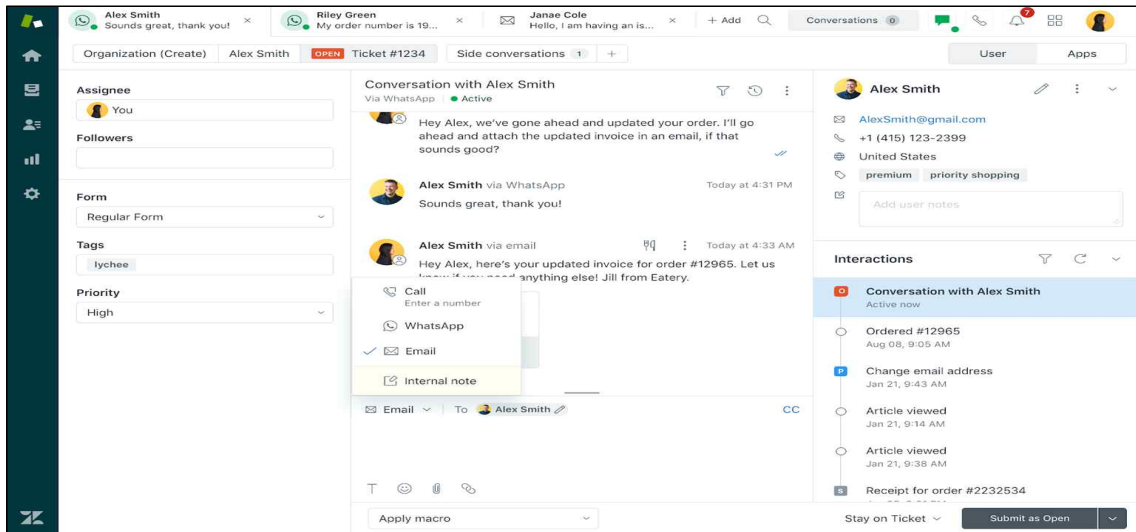 Alex Smith
Sounds great, thank you!
Riley Green
My order number is 19...
Janae Cole
Hello, I am having an is...
+ Add
Conversations 0
7
Organization (Create)
Alex Smith
OPEN Ticket #1234
Side conversations 1
+
User
Apps
Assignee
You
Followers
Form
Regular Form
Tags
lychee
Priority
High
Conversation with Alex Smith
Via WhatsApp
Active
Hey Alex, we've gone ahead and updated your order. I'll go
ahead and attach the updated invoice in an email, if that
sounds good?
Alex Smith via WhatsApp
Today at 4:31 PM
Sounds great, thank you!
Alex Smith via email
Today at 4:33 AM
Hey Alex, here's your updated invoice for order #12965. Let us
know if you need anything else! Jill from Eatery.
Call
Enter a number
WhatsApp
Email
Internal note
Email
To Alex Smith
CC
Apply macro
Alex Smith
AlexSmith@gmail.com
+1 (415) 123-2399
United States
premium priority shopping
Add user notes
Interactions
O
Conversation with Alex Smith
Active now
Ordered #12965
Aug 08, 9:05 AM
P
Change email address
Jan 21, 9:43 AM
Article viewed
Jan 21, 9:14 AM
Article viewed
Jan 21, 9:38 AM
S
Receipt for order #2232534
Stay on Ticket
Submit as Open